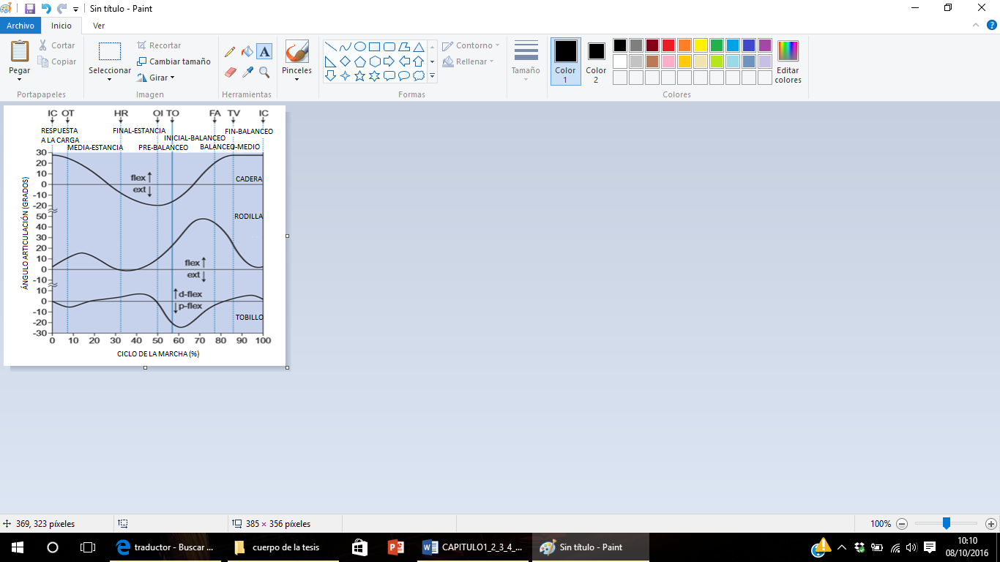 Sin título - Paint
Archivo Inicio Ver
Pegar
Cortar
Copiar
Portapapeles
Seleccionar
Recortar
Cambiar tamaño
Girar
Imagen
A
Herramientas
Pinceles
Contorno
Rellenar
Formas
Tamaño
Color 1
Color 2
Editar colores
Colores
IC OT HR OI TO FA TV IC
RESPUESTA
A LA CARGA
FINAL-ESTANCIA
FIN-BALANCEO
INICIAL-BALANCEO
MEDIA-ESTANCIA
PRE-BALANCEO
BALANCEO-MEDIO
ÁNGULO ARTICULACIÓN (GRADOS)
30
20
10
0
-10
-20
flex
ext
CADERA
50
40
30
20
10
0
-10
RODILLA
flex
ext
10
0
-10
-20
-30
d-flex
p-flex
TOBILLO
0 10 20 30 40 50 60 70 80 90 100
CICLO DE LA MARCHA (%)
369, 323 píxeles
385 × 356 píxeles
100%
traductor - Buscar ...
cuerpo de la tesis
CAPITULO1_2_3_4_...
Sin título - Paint
10:10
08/10/2016